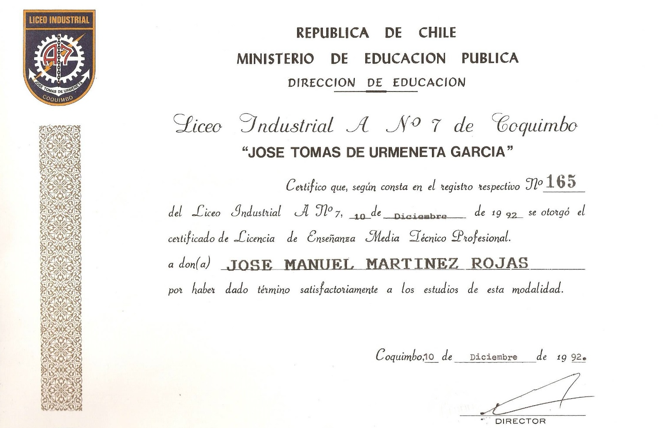 LICEO INDUSTRIAL
A 7
JOSE TOMAS DE URMENETA
COQUIMBO
REPUBLICA DE CHILE
MINISTERIO DE EDUCACION PUBLICA
DIRECCION DE EDUCACION
Liceo Industrial A Nº 7 de Coquimbo
"JOSE TOMAS DE URMENETA GARCIA"
Certifico que, según consta en el registro respectivo Nº 165
del Liceo Industrial A Nº 7, 10 de Diciembre de 19 92 se otorgó el
certificado de Licencia de Enseñanza Media Técnico Profesional.
a don(a) JOSE MANUEL MARTINEZ ROJAS
por haber dado término satisfactoriamente a los estudios de esta modalidad.
Coquimbo, 10 de Diciembre de 19 92.
DIRECTOR